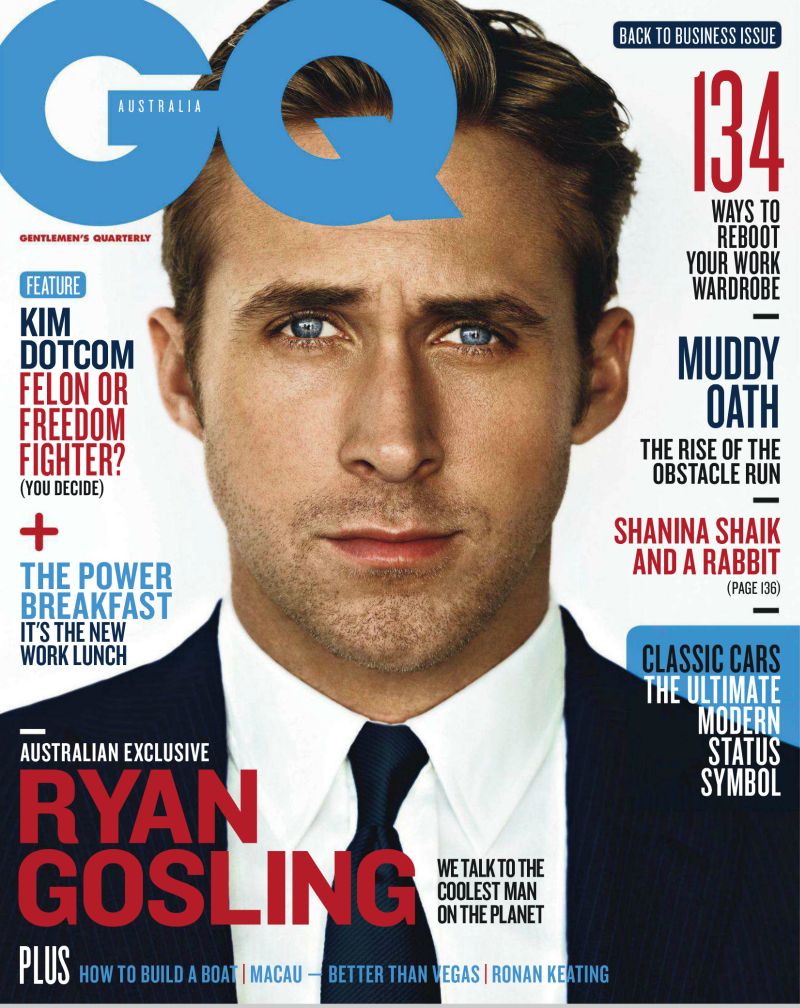 GQ
AUSTRALIA
GENTLEMEN'S QUARTERLY
BACK TO BUSINESS ISSUE
134
WAYS TO
REBOOT
YOUR WORK
WARDROBE
MUDDY
OATH
THE RISE OF THE
OBSTACLE RUN
SHANINA SHAIK
AND A RABBIT
(PAGE 136)
CLASSIC CARS
THE ULTIMATE
MODERN
STATUS
SYMBOL
FEATURE
KIM
DOTCOM
FELON OR
FREEDOM
FIGHTER?
(YOU DECIDE)
+
THE POWER
BREAKFAST
IT'S THE NEW
WORK LUNCH
AUSTRALIAN EXCLUSIVE
RYAN
GOSLING
WE TALK TO THE
COOLEST MAN
ON THE PLANET
PLUS HOW TO BUILD A BOAT | MACAU — BETTER THAN VEGAS | RONAN KEATING